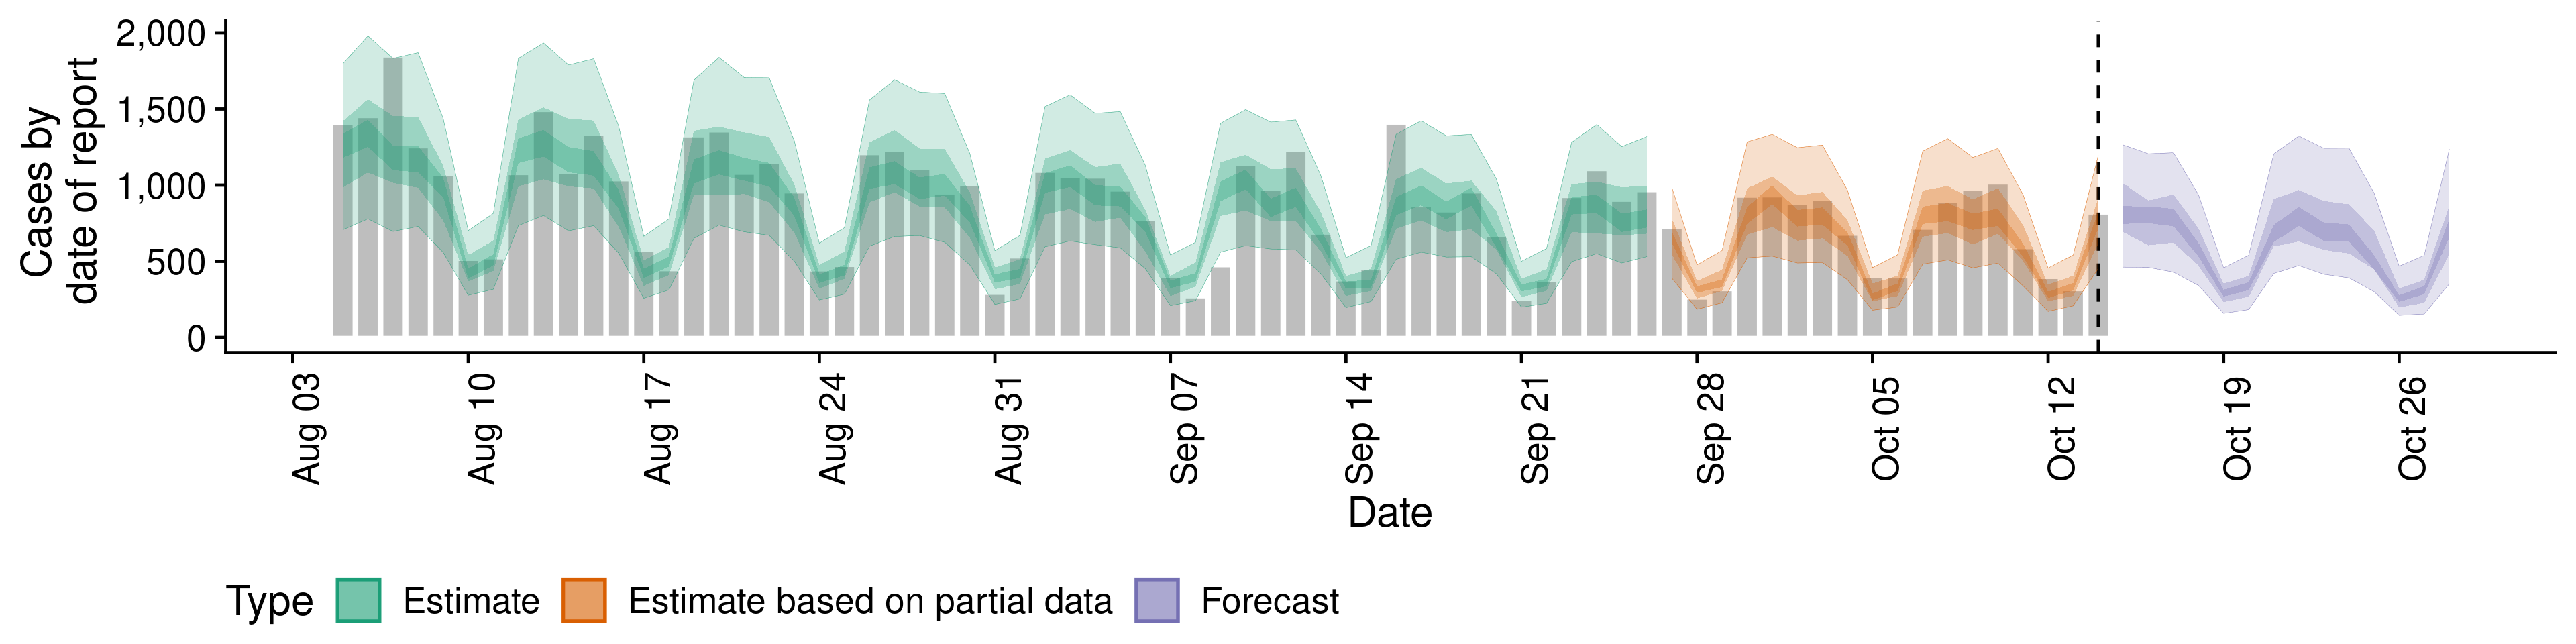 Cases by
date of report
2,000
1,500
1,000
500
0
Aug 03
Aug 10
Aug 17
Aug 24
Aug 31
Sep 07
Sep 14
Sep 21
Sep 28
Oct 05
Oct 12
Oct 19
Oct 26
Date
Type Estimate Estimate based on partial data Forecast